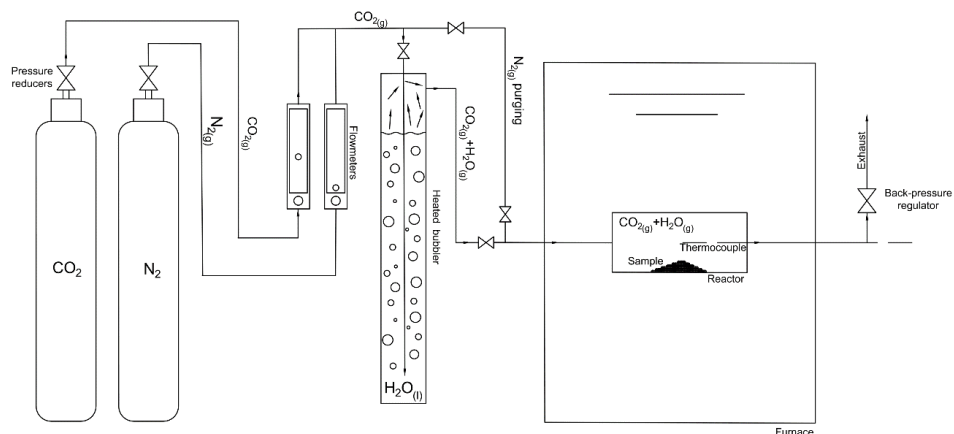 CO2(g)
Pressure
reducers
N2(g)
CO2(g)
Flowmeters
N2(g) purging
CO2(g)+H2O(g)
Heated bubbler
Exhaust
Back-pressure
regulator
CO2(g)+H2O(g)
Thermocouple
Sample
Reactor
CO2
N2
H2O(l)
Furnace